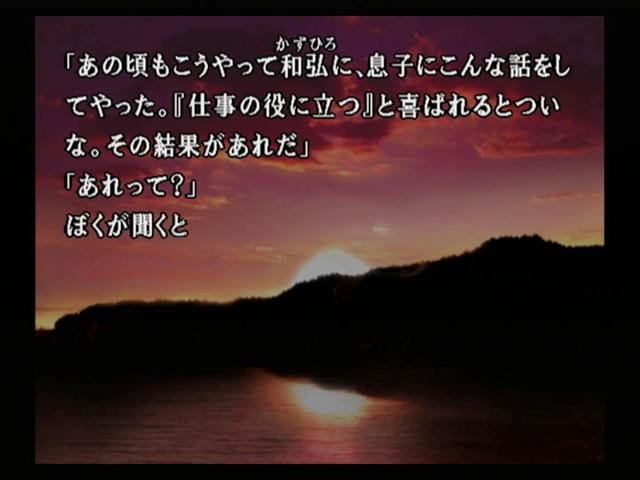 かずひろ
「あの頃もこうやって和弘に、息子にこんな話をし
てやった。『仕事の役に立つ』と喜ばれるとつい
な。その結果があれだ」
「あれって?」
ぼくが聞くと